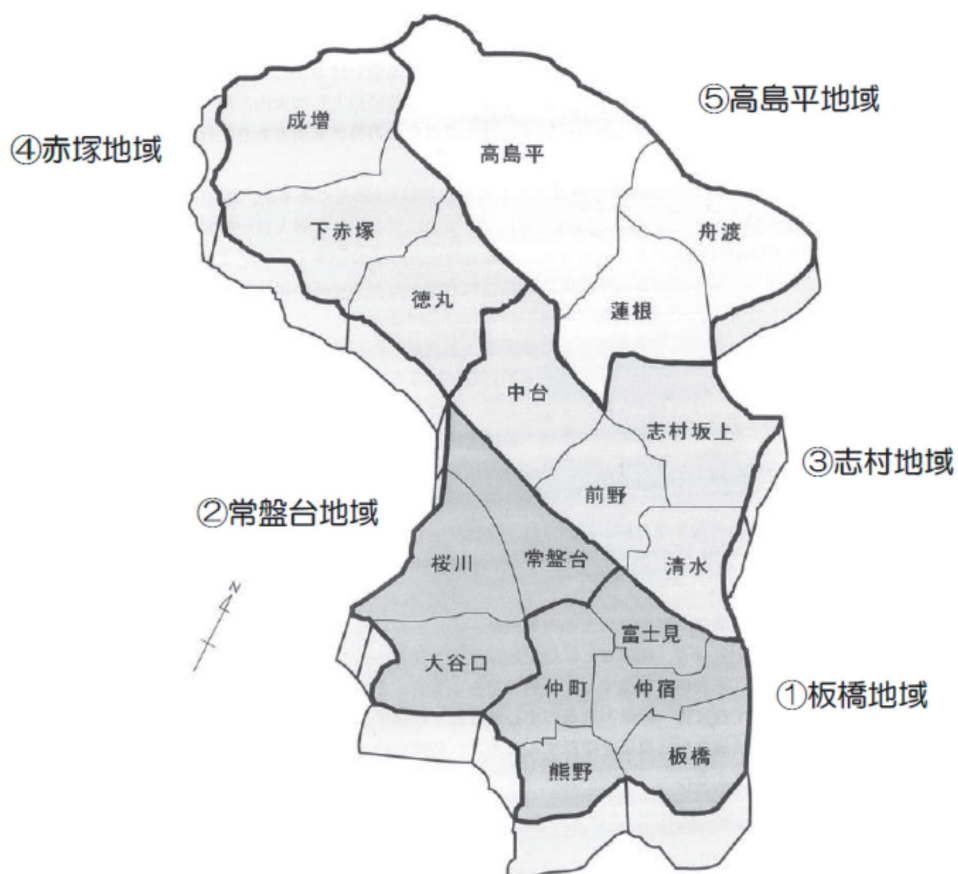 ⑤高島平地域
成増
④赤塚地域
高島平
下赤塚
舟渡
徳丸
蓮根
中台
志村坂上
③志村地域
前野
②常盤台地域
桜川
常盤台
清水
N
富士見
大谷口
仲町
仲宿
①板橋地域
熊野
板橋